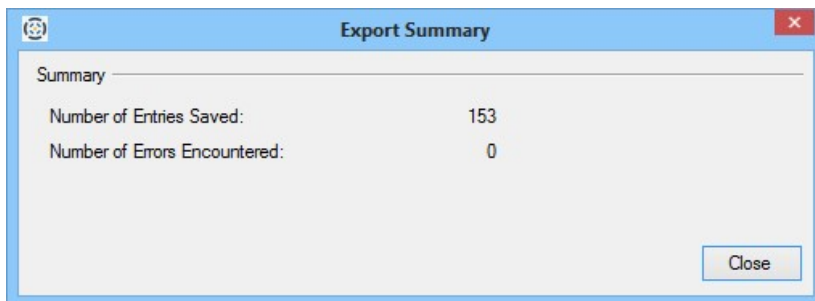 Export Summary
Summary
Number of Entries Saved: 153
Number of Errors Encountered: 0
Close